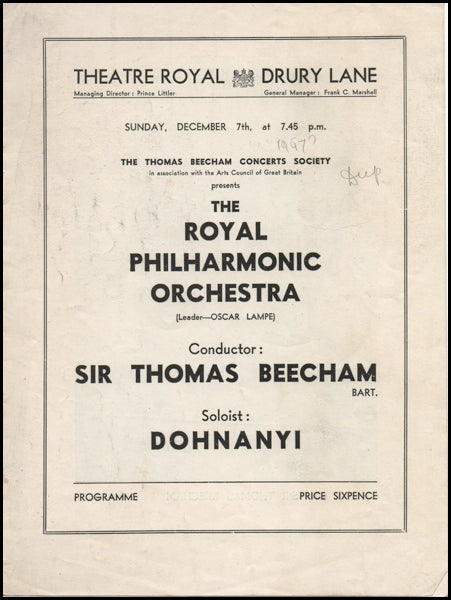 THEATRE ROYAL DRURY LANE
Managing Director: Prince Littler General Manager: Frank C. Marshall
SUNDAY, DECEMBER 7th, at 7.45 p.m.
THE THOMAS BEECHAM CONCERTS SOCIETY
in association with the Arts Council of Great Britain
presents
THE
ROYAL
PHILHARMONIC
ORCHESTRA
(Leader—OSCAR LAMPE)
Conductor:
SIR THOMAS BEECHAM
BART.
Soloist:
DOHNANYI
PROGRAMME PRICE SIXPENCE